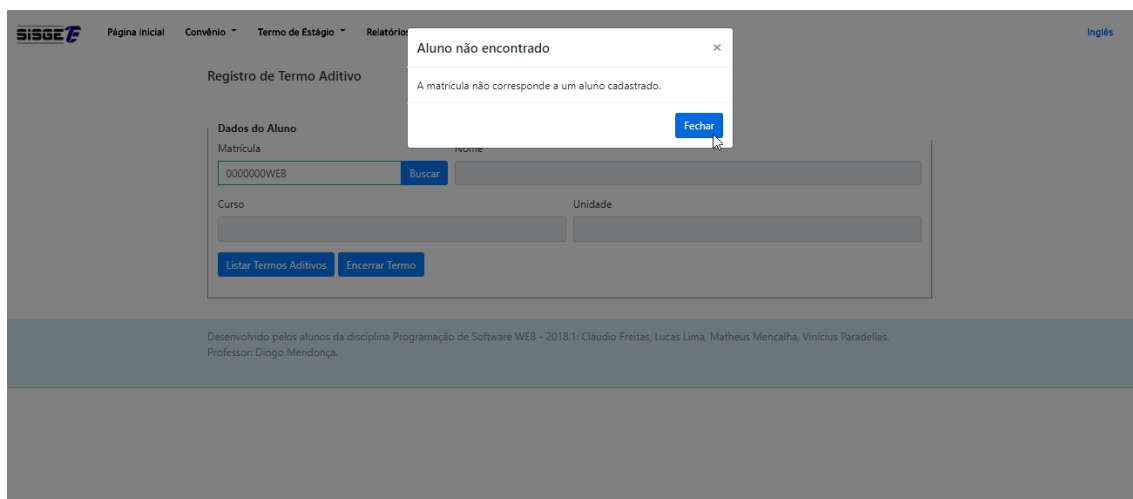 SiSGE E
Página Inicial Convênio Termo de Estágio Relatórios Inglês
Aluno não encontrado ×
A matrícula não corresponde a um aluno cadastrado.
Fechar
Registro de Termo Aditivo
Dados do Aluno
Matrícula Nome
0000000WEB Buscar
Curso Unidade
Listar Termos Aditivos Encerrar Termo
Desenvolvido pelos alunos da disciplina Programação de Software WEB - 2018.1: Cláudio Freitas, Lucas Lima, Matheus Mencalha, Vinícius Paradellas.
Professor: Diogo Mendonça.